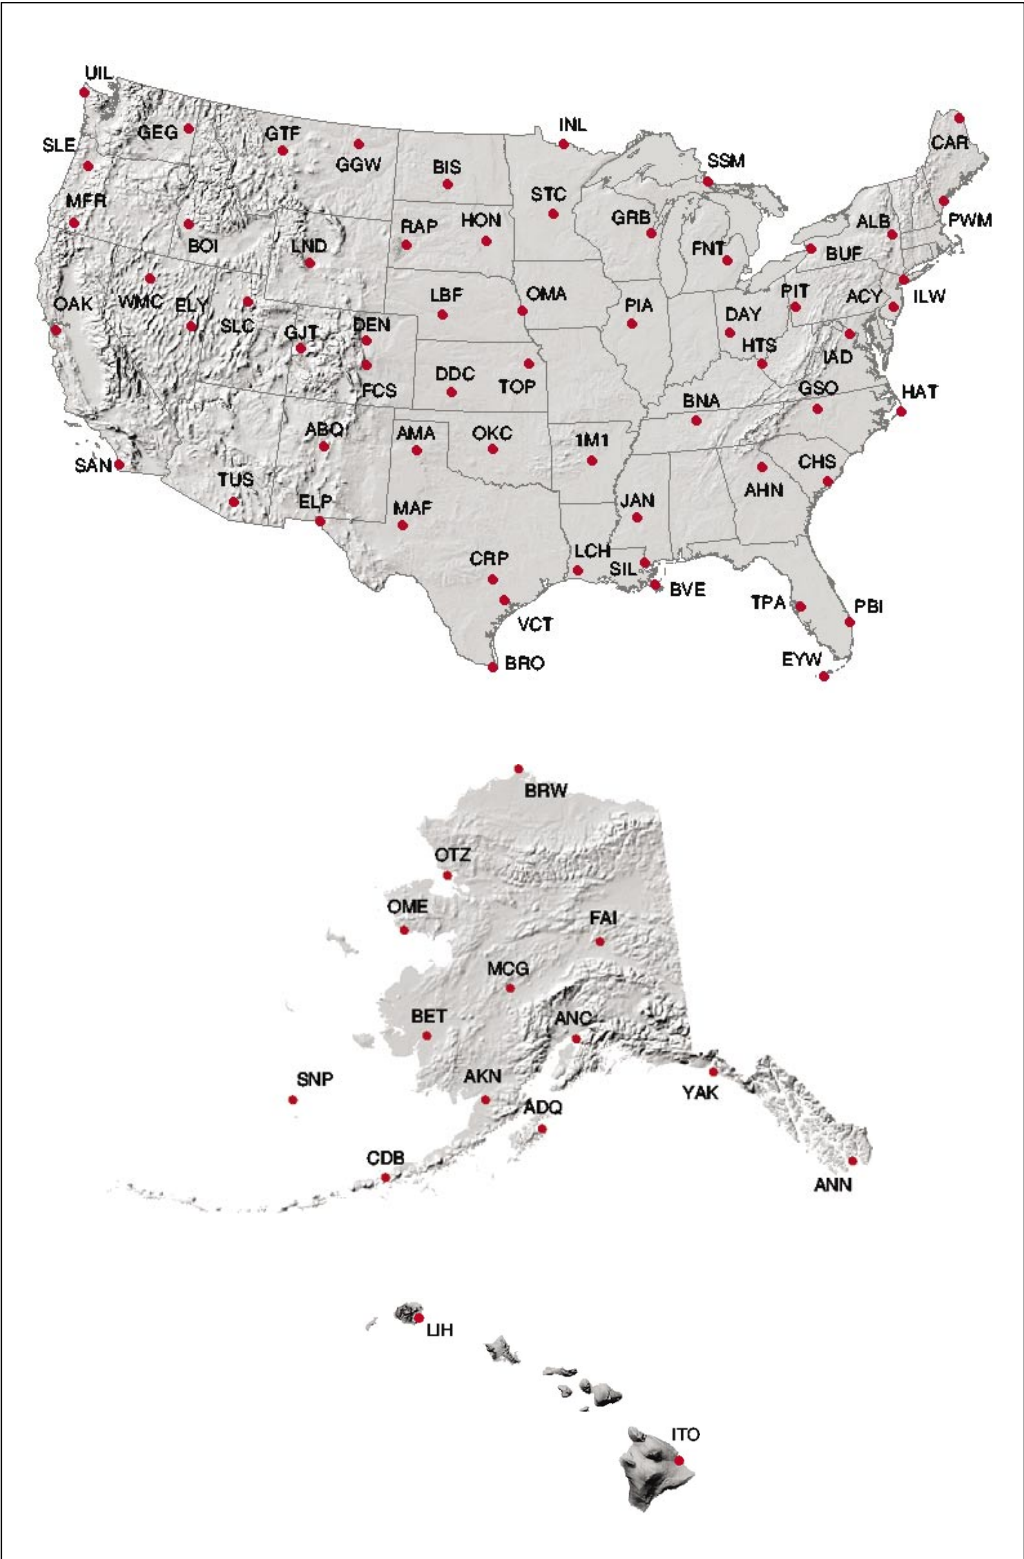 UIL
SLE
GEG
GTF
GGW
BIS
INL
STC
SSM
CAR
MFR
BOI
LND
RAP
HON
GRB
FNT
BUF
ALB
PWM
OAK
WMC
ELY
SLC
GJT
DEN
FCS
LBF
OMA
PIA
DAY
PIT
ACY
ILW
HTS
IAD
DDC
TOP
BNA
GSO
HAT
SAN
TUS
ABQ
ELP
AMA
OKC
1M1
MAF
JAN
AHN
CHS
CRP
LCH
SIL
BVE
VCT
BRO
TPA
PBI
EYW
BRW
OTZ
OME
FAI
MCG
BET
ANC
SNP
AKN
ADQ
YAK
CDB
ANN
LIH
ITO